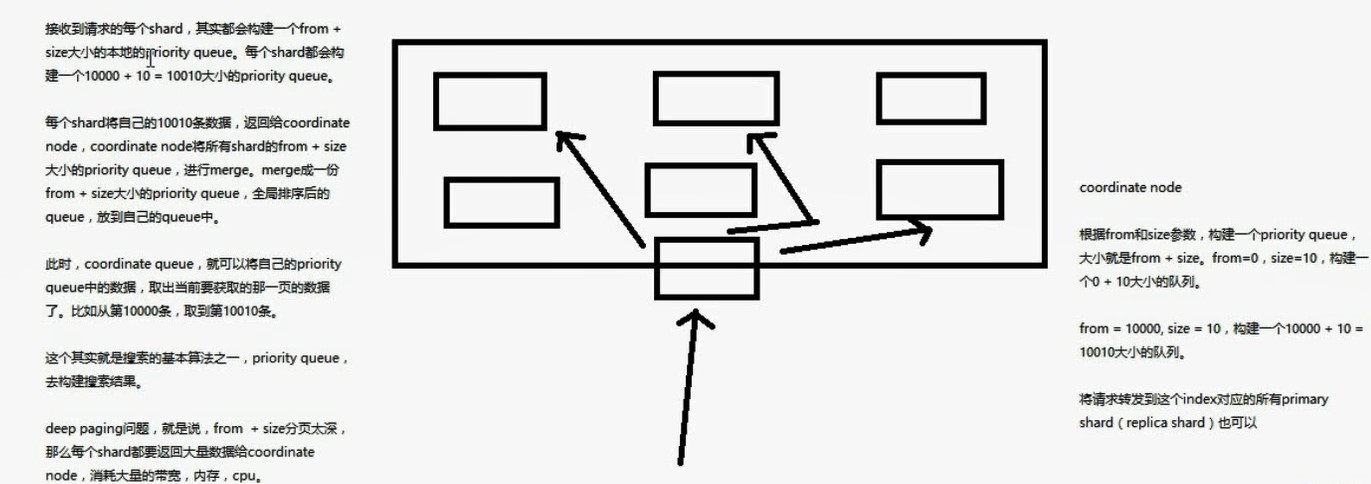 接收到请求的每个shard，其实都会构建一个from +
size大小的本地的priority queue。每个shard都会构
建一个10000 + 10 = 10010大小的priority queue。
每个shard将自己的10010条数据，返回给coordinate
node，coordinate node将所有shard的from + size
大小的priority queue，进行merge。merge成一份
from + size大小的priority queue，全局排序后的
queue，放到自己的queue中。
此时，coordinate queue，就可以将自己的priority
queue中的数据，取出当前要获取的那一页的数据
了。比如从第10000条，取到第10010条。
这个其实就是搜索的基本算法之一，priority queue，
去构建搜索结果。
deep paging问题，就是说，from + size分页太深，
那么每个shard都要返回大量数据给coordinate
node，消耗大量的带宽，内存，cpu。
coordinate node
根据from和size参数，构建一个priority queue，
大小就是from + size。from=0，size=10，构建一
个0 + 10大小的队列。
from = 10000, size = 10，构建一个10000 + 10 =
10010大小的队列。
将请求转发到这个index对应的所有primary
shard（replica shard）也可以